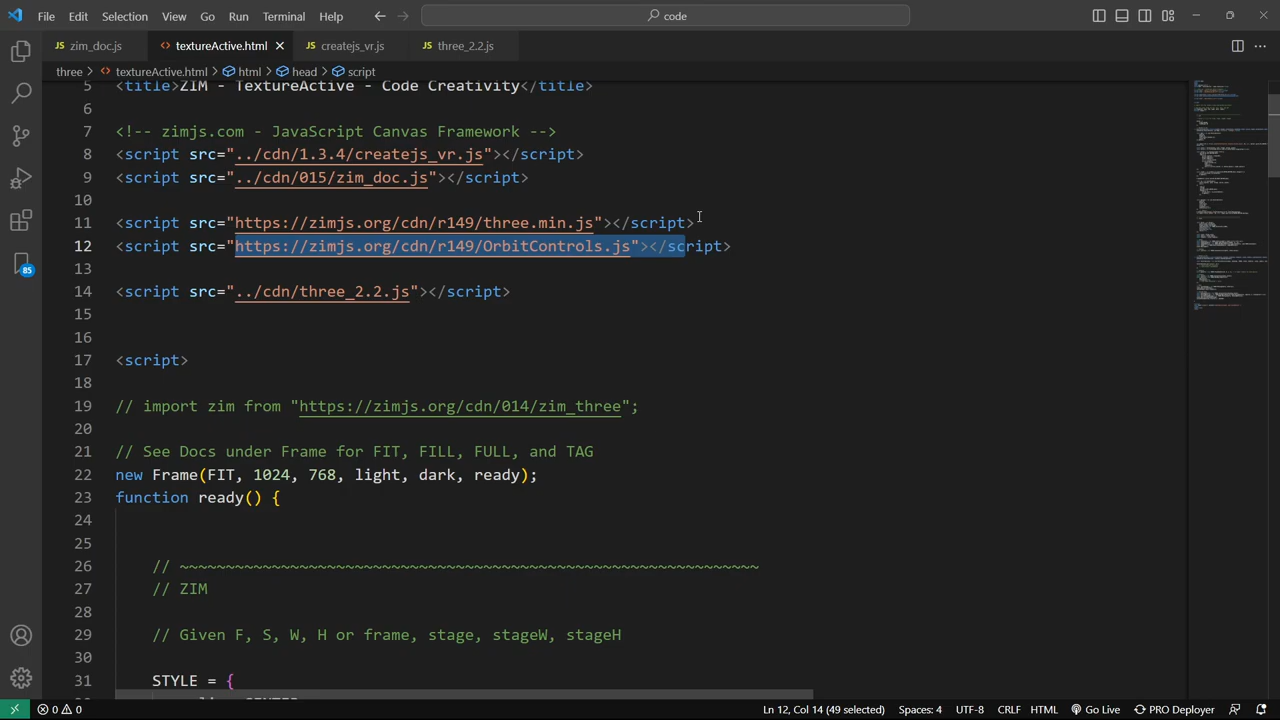 File Edit Selection View Go Run Terminal Help
code
zim_doc.js textureActive.html createjs_vr.js three_2.2.js
three > textureActive.html > html > head > script
5 <title>ZIM - TextureActive - Code Creativity</title>
6
7 <!-- zimjs.com - JavaScript Canvas Framework -->
8 <script src="../cdn/1.3.4/createjs_vr.js"></script>
9 <script src="../cdn/015/zim_doc.js"></script>
10
11 <script src="https://zimjs.org/cdn/r149/three.min.js"></script>
12 <script src="https://zimjs.org/cdn/r149/OrbitControls.js"></script>
13
14 <script src="../cdn/three_2.2.js"></script>
15
16
17 <script>
18
19 // import zim from "https://zimjs.org/cdn/014/zim_three";
20
21 // See Docs under Frame for FIT, FILL, FULL, and TAG
22 new Frame(FIT, 1024, 768, light, dark, ready);
23 function ready() {
24
25
26 // ~~~~~~~~~~~~~~~~~~~~~~~~~~~~~~~~~~~~~~~~~~~~~~~~~~~~~~~~~~~~~~~
27 // ZIM
28
29 // Given F, S, W, H or frame, stage, stageW, stageH
30
31 STYLE = {
85
0 0 Ln 12, Col 14 (49 selected) Spaces: 4 UTF-8 CRLF HTML Go Live PRO Deployer